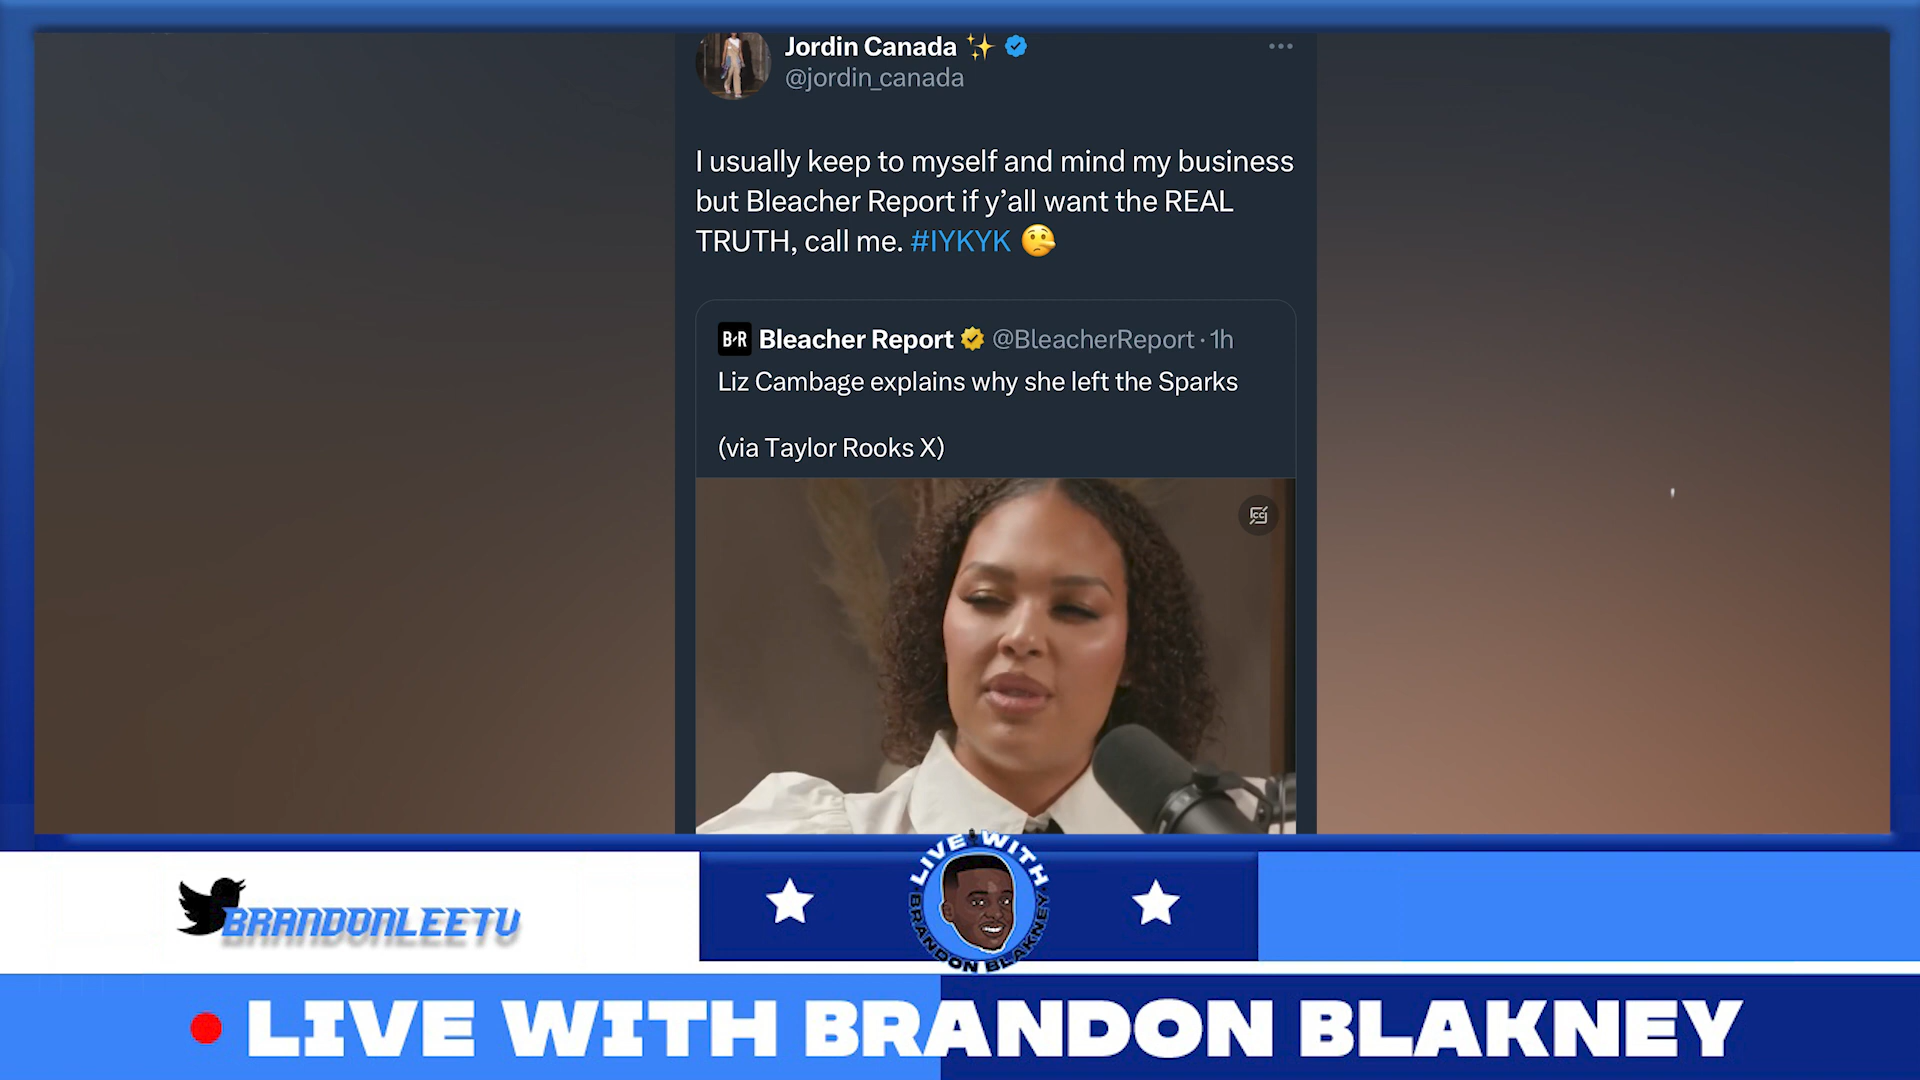 Jordin Canada ✨
@jordin_canada
I usually keep to myself and mind my business
but Bleacher Report if y’all want the REAL
TRUTH, call me. #IYKYK 🤥
B/R Bleacher Report @BleacherReport · 1h
Liz Cambage explains why she left the Sparks
(via Taylor Rooks X)
CC
LIVE WITH
BRANDON BLAKNEY
BRANDONLEETV
LIVE WITH BRANDON BLAKNEY